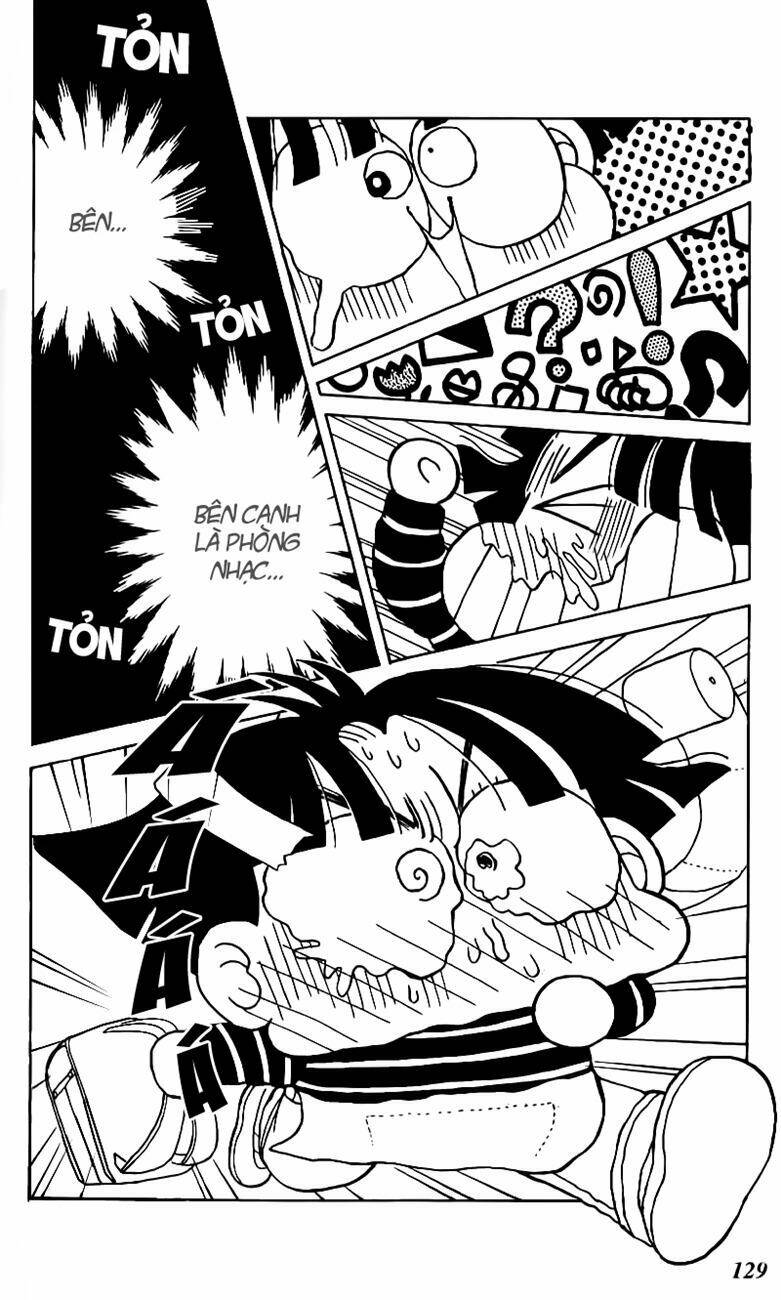 TỎN
BÊN...
TỎN
BÊN CẠNH
LÀ PHÒNG
NHẠC...
TỎN
Á
Á
Á
Á
129